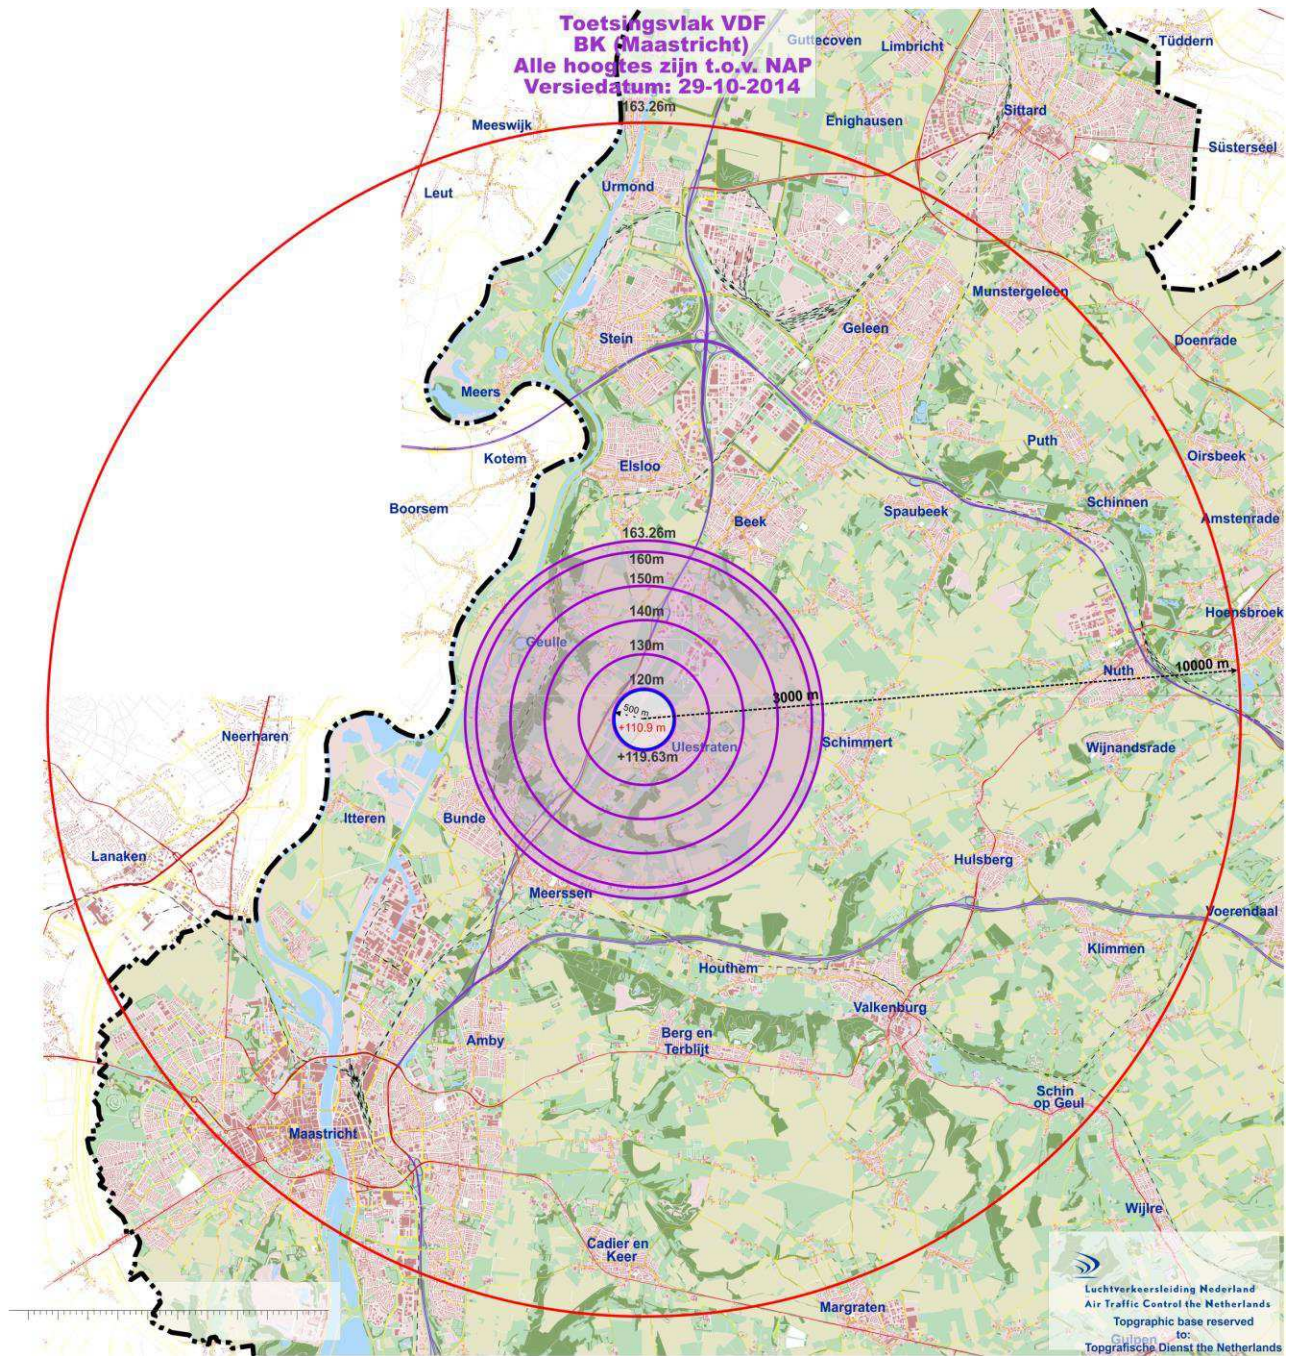 Toetsingsvlak VDF
BK (Maastricht)
Alle hoogtes zijn t.o.v. NAP
Versiedatum: 29-10-2014
163.26m
Guttecoven
Limbricht
Tüddern
Meeswijk
Enighausen
Sittard
Süsterseel
Leut
Urmond
Munstergeleen
Stein
Geleen
Doenrade
Meers
Kotem
Elsloo
Puth
Oirsbeek
Boorsem
Beek
Spaubeek
Schinnen
Amstenrade
163.26m
160m
150m
140m
130m
120m
Geulle
Hoensbroek
Nuth
10000 m
3000 m
500 m
+110.9 m
+119.63m
Ulestraten
Schimmert
Wijnandsrade
Neerharen
Itteren
Bunde
Lanaken
Hulsberg
Meerssen
Voerendaal
Klimmen
Houthem
Valkenburg
Amby
Berg en
Terblijt
Schin
op Geul
Maastricht
Wijlre
Cadier en
Keer
Margraten
Luchtverkeersleiding Nederland
Air Traffic Control the Netherlands
Topgraphic base reserved
to:
Gulpen
Topgrafische Dienst the Netherlands